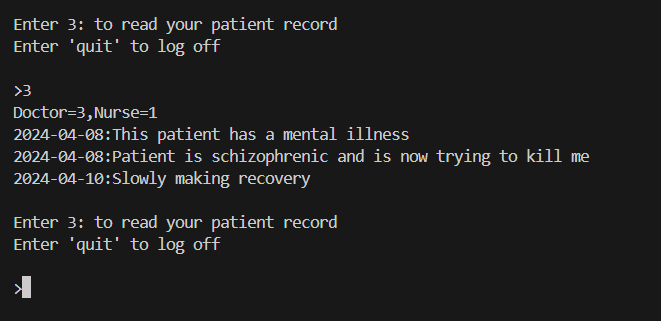 Enter 3: to read your patient record
Enter 'quit' to log off
>3
Doctor=3,Nurse=1
2024-04-08:This patient has a mental illness
2024-04-08:Patient is schizophrenic and is now trying to kill me
2024-04-10:Slowly making recovery
Enter 3: to read your patient record
Enter 'quit' to log off
>